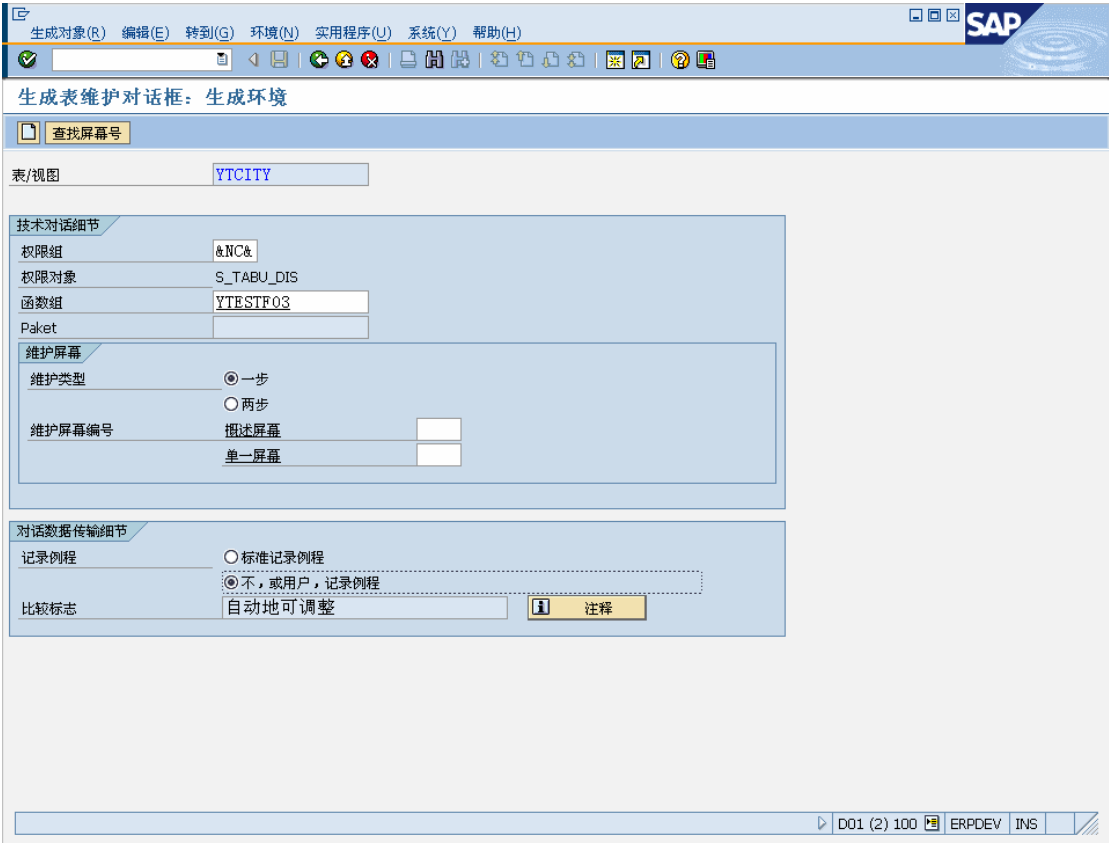 生成对象(R) 编辑(E) 转到(G) 环境(N) 实用程序(U) 系统(Y) 帮助(H)
SAP
生成表维护对话框：生成环境
查找屏幕号
表/视图 YTCITY
技术对话细节
权限组 &NC&
权限对象 S_TABU_DIS
函数组 YTESTF03
Paket
维护屏幕
维护类型 一步
两步
维护屏幕编号 概述屏幕
单一屏幕
对话数据传输细节
记录例程 标准记录例程
不，或用户，记录例程
比较标志 自动地可调整 注释
D01 (2) 100 ERPDEV INS